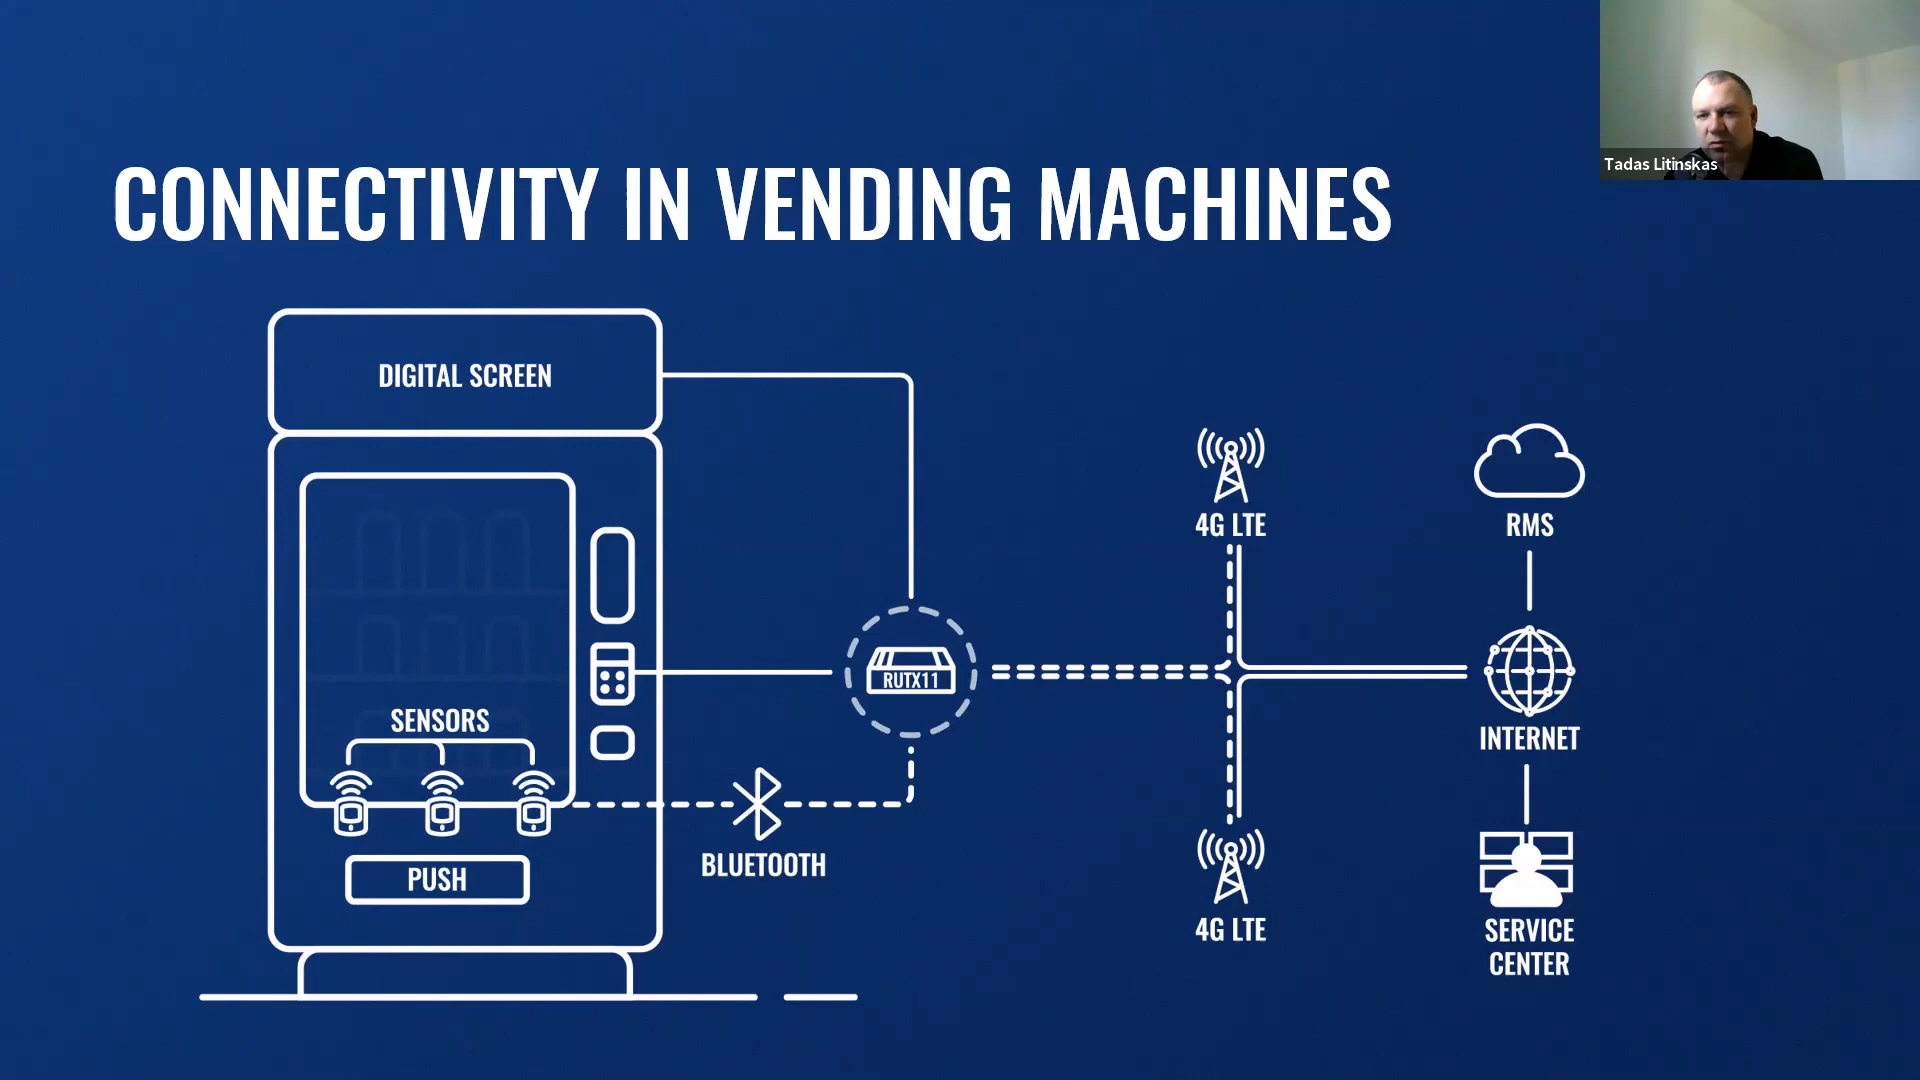 Tadas Litinskas
CONNECTIVITY IN VENDING MACHINES
DIGITAL SCREEN
4G LTE
RMS
RUTX11
SENSORS
INTERNET
BLUETOOTH
PUSH
4G LTE
SERVICE
CENTER